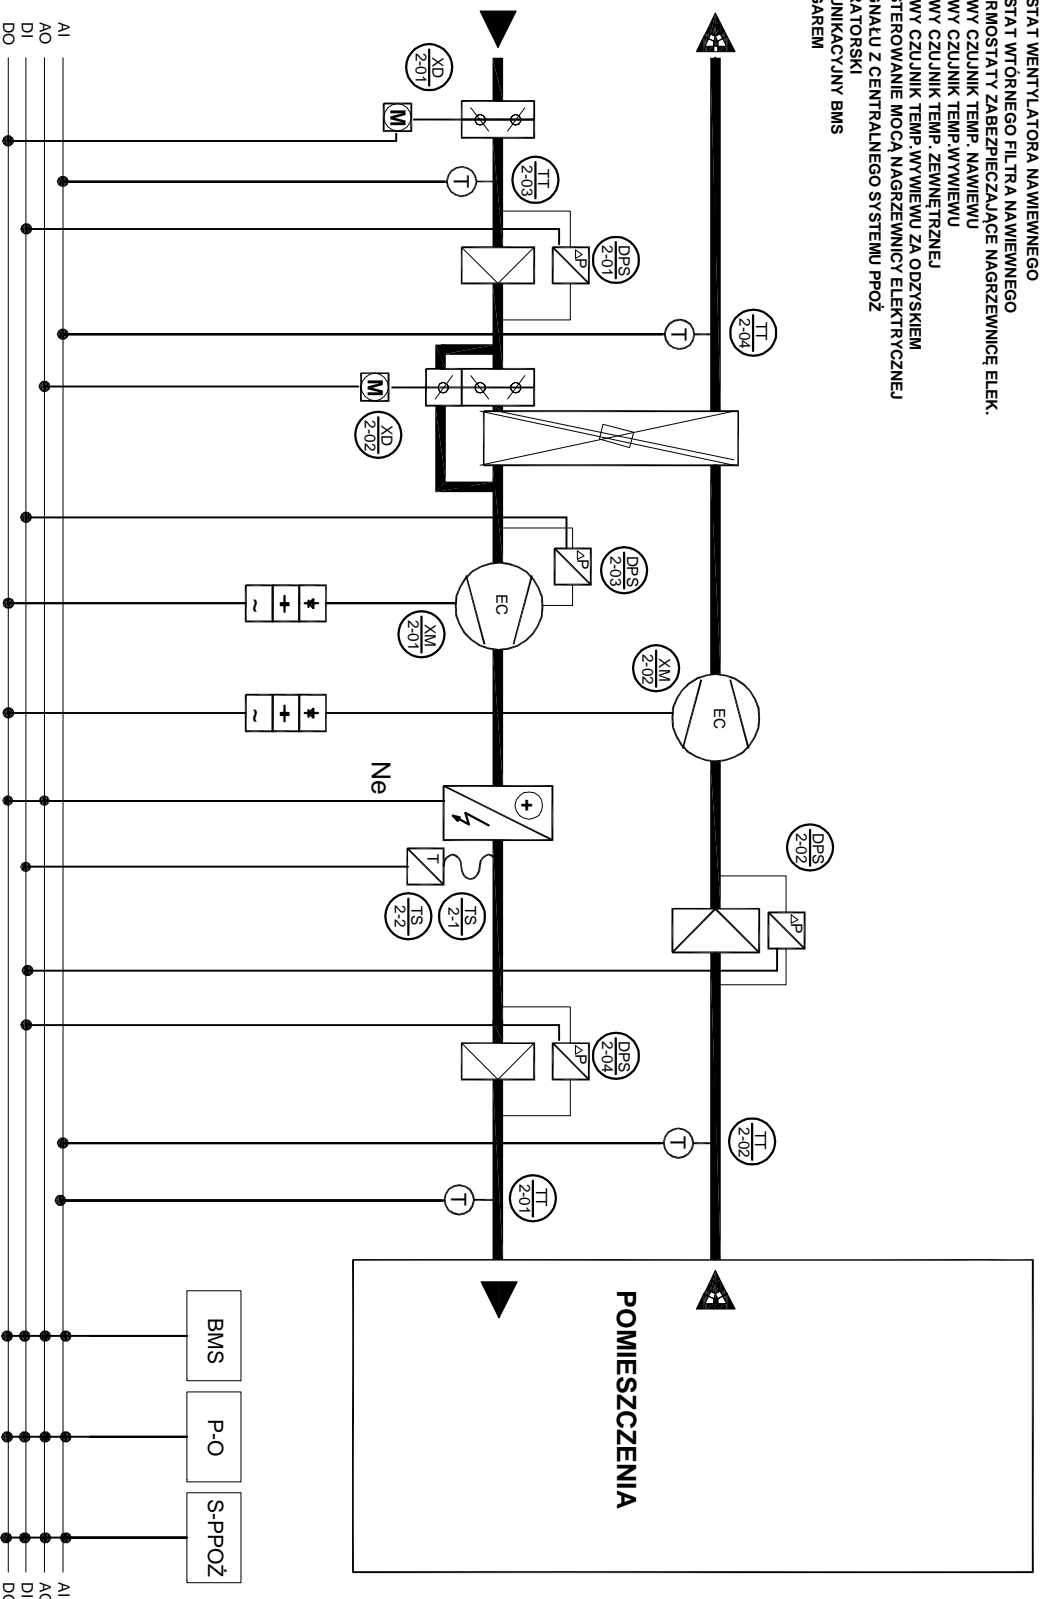 STAT WENTYLATORA NAWIEWNEGO
STAT WTÓRNEGO FILTRA NAWIEWNEGO
RMOSTATY ZABEZPIECZAJĄCE NAGRZEWNICĘ ELEK.
WY CZUJNIK TEMP. NAWIEWU
WY CZUJNIK TEMP.WYWIEWU
WY CZUJNIK TEMP. ZEWNĘTRZNEJ
WY CZUJNIK TEMP.WYWIEWU ZA ODZYSKIEM
STEROWANIE MOCĄ NAGRZEWNICY ELEKTRYCZNEJ
GNAŁU Z CENTRALNEGO SYSTEMU PPOŻ
RATORSKI
UNIKACYJNY BMS
GAREM
DPS
2-02
ΔP
TT
2-04
TT
2-02
T
T
EC
XM
2-02
POMIESZCZENIA
DPS
2-01
DPS
2-03
DPS
2-04
ΔP
ΔP
ΔP
TT
2-03
TT
2-01
T
T
EC
XD
2-01
M
XM
2-01
TS
2-1
TS
2-2
T
XD
2-02
M
Ne
~
~
BMS
P-O
S-PPOŻ
AI
AI
AO
AO
DI
DI
DO
DO